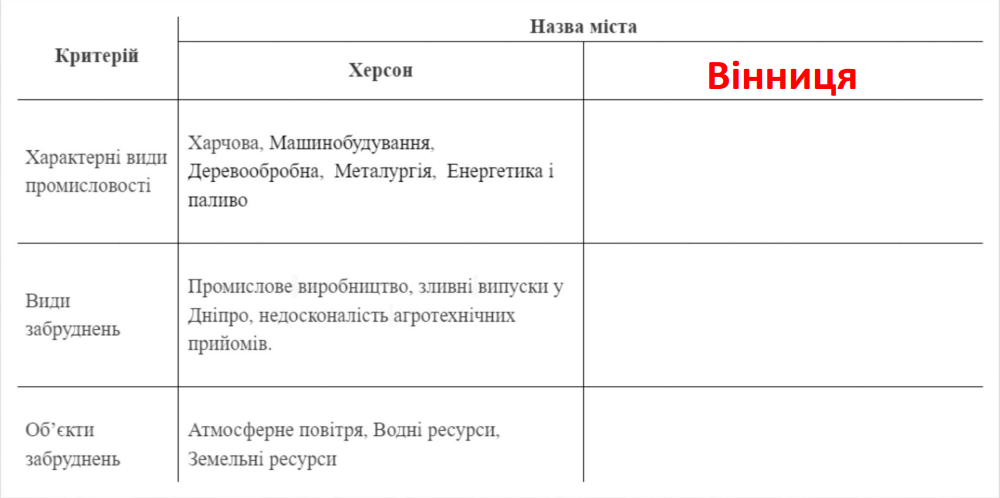 Назва міста
Критерій
Херсон
Вінниця
Характерні види
промисловості
Харчова, Машинобудування,
Деревообробна, Металургія, Енергетика і
паливо
Види
забруднень
Промислове виробництво, зливні випуски у
Дніпро, недосконалість агротехнічних
прийомів.
Об’єкти
забруднень
Атмосферне повітря, Водні ресурси,
Земельні ресурси